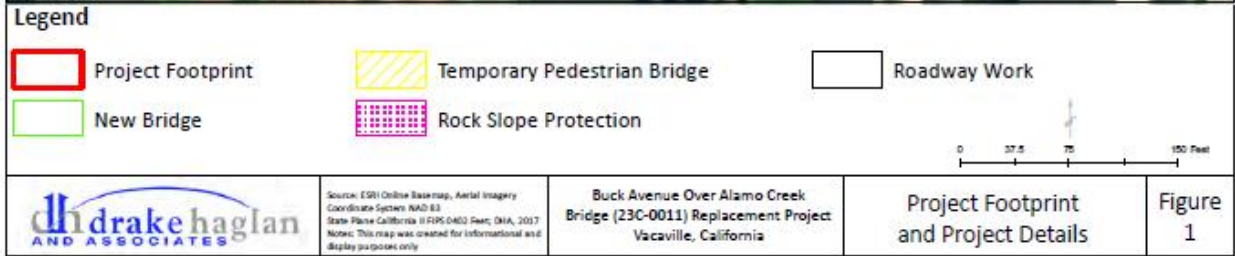 Legend
Project Footprint
Temporary Pedestrian Bridge
Roadway Work
New Bridge
Rock Slope Protection
0 37.5 75 150 Feet
dh drake haglan
AND ASSOCIATES
Source: ESRI Online Basemap, Aerial Imagery
Coordinate System NAD 83
State Plane California II FIPS 0402 Feet; DHA, 2017
Notes: This map was created for informational and
display purposes only
Buck Avenue Over Alamo Creek
Bridge (23C-0011) Replacement Project
Vacaville, California
Project Footprint
and Project Details
Figure
1